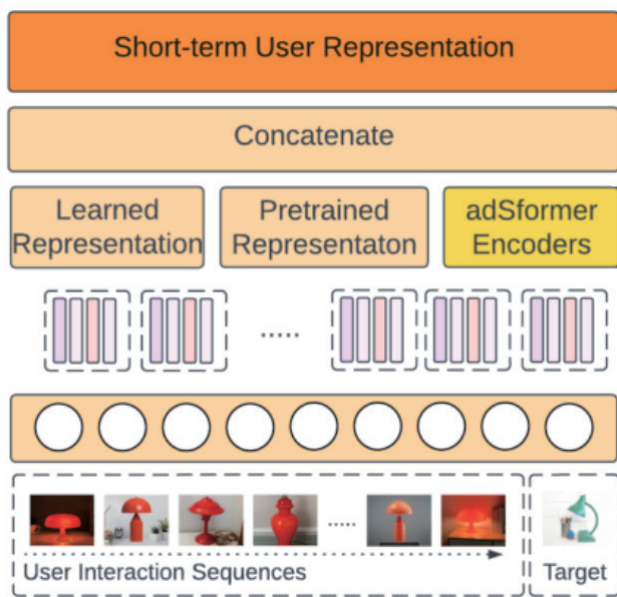 Short-term User Representation
Concatenate
Learned
Representation
Pretrained
Representaton
adSformer
Encoders
.....
.....
User Interaction Sequences
Target